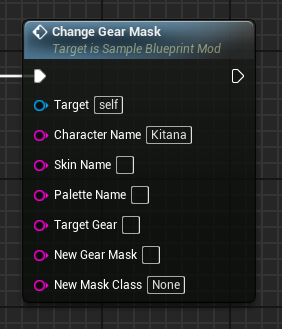 Change Gear Mask
Target is Sample Blueprint Mod
Target self
Character Name Kitana
Skin Name
Palette Name
Target Gear
New Gear Mask
New Mask Class None